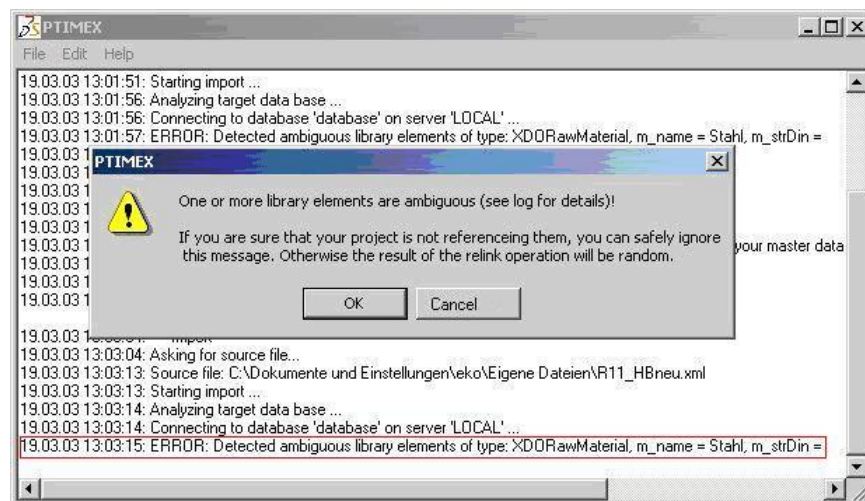 PTIMEX
File Edit Help
19.03.03 13:01:51: Starting import ...
19.03.03 13:01:56: Analyzing target data base ...
19.03.03 13:01:56: Connecting to database 'database' on server 'LOCAL' ...
19.03.03 13:01:57: ERROR: Detected ambiguous library elements of type: XDORawMaterial, m_name = Stahl, m_strDin =
19.03.03 1
PTIMEX
19.03.03 1
19.03.03 1
One or more library elements are ambiguous (see log for details)!
19.03.03 1
19.03.03 1
If you are sure that your project is not referenceing them, you can safely ignore
19.03.03 1 your master data
this message. Otherwise the result of the relink operation will be random.
19.03.03 1
19.03.03 1
19.03.03 1
OK Cancel
19.03.03
19.03.03 13:03:04: Asking for source file...
19.03.03 13:03:13: Source file: C:\Dokumente und Einstellungen\eko\Eigene Dateien\R11_HBneu.xml
19.03.03 13:03:13: Starting import ...
19.03.03 13:03:14: Analyzing target data base ...
19.03.03 13:03:14: Connecting to database 'database' on server 'LOCAL' ...
19.03.03 13:03:15: ERROR: Detected ambiguous library elements of type: XDORawMaterial, m_name = Stahl, m_strDin =